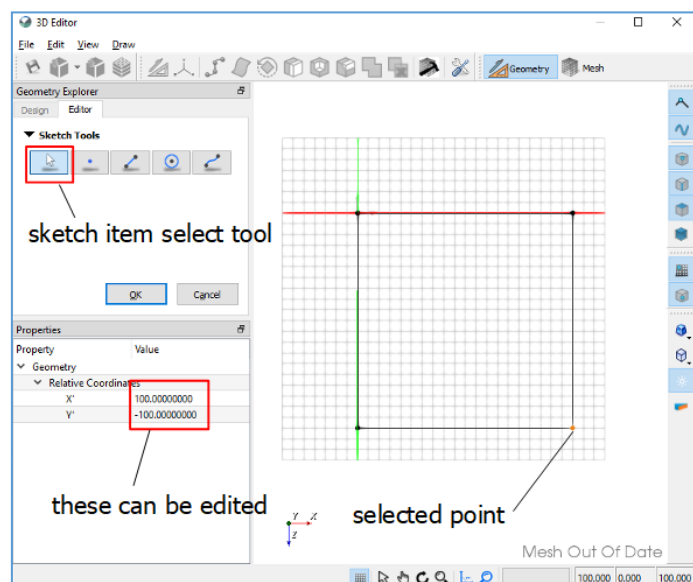 3D Editor
File Edit View Draw
Geometry Mesh
Geometry Explorer
Design Editor
Sketch Tools
sketch item select tool
OK Cancel
Properties
Property Value
Geometry
Relative Coordinates
X' 100.00000000
Y' -100.00000000
these can be edited
selected point
Y X
Z
Mesh Out Of Date
100.000 0.000 100.000